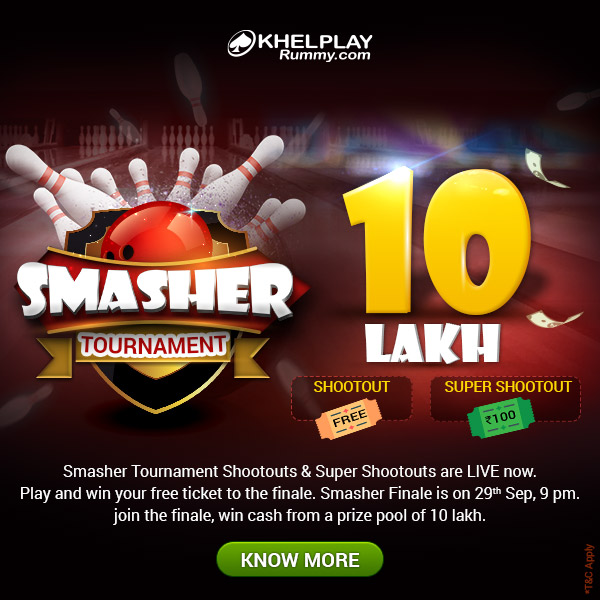 KHELPLAY
Rummy.com
SMASHER
TOURNAMENT
10
LAKH
SHOOTOUT
FREE
SUPER SHOOTOUT
₹100
Smasher Tournament Shootouts & Super Shootouts are LIVE now.
Play and win your free ticket to the finale. Smasher Finale is on 29th Sep, 9 pm.
join the finale, win cash from a prize pool of 10 lakh.
KNOW MORE
*T&C Apply